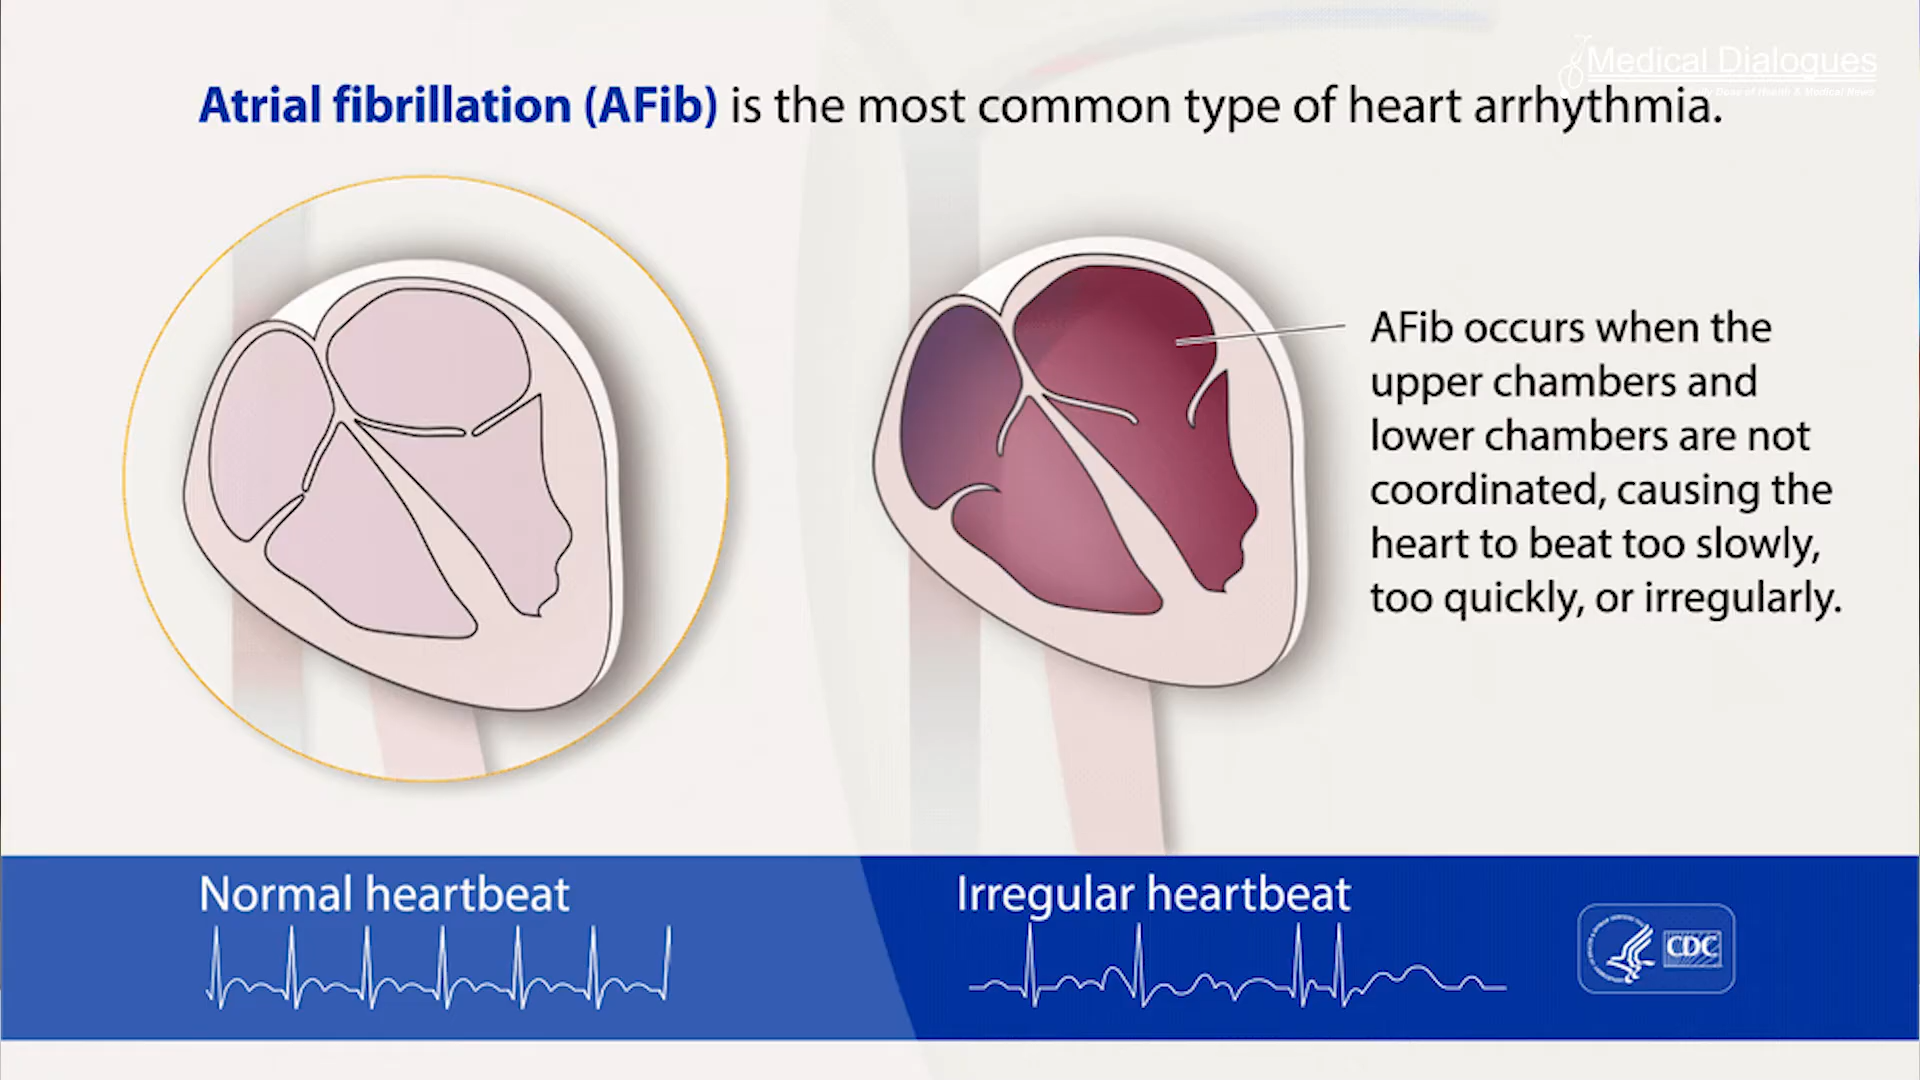 Medical Dialogues
Atrial fibrillation (AFib) is the most common type of heart arrhythmia.
AFib occurs when the
upper chambers and
lower chambers are not
coordinated, causing the
heart to beat too slowly,
too quickly, or irregularly.
Normal heartbeat
Irregular heartbeat
CDC